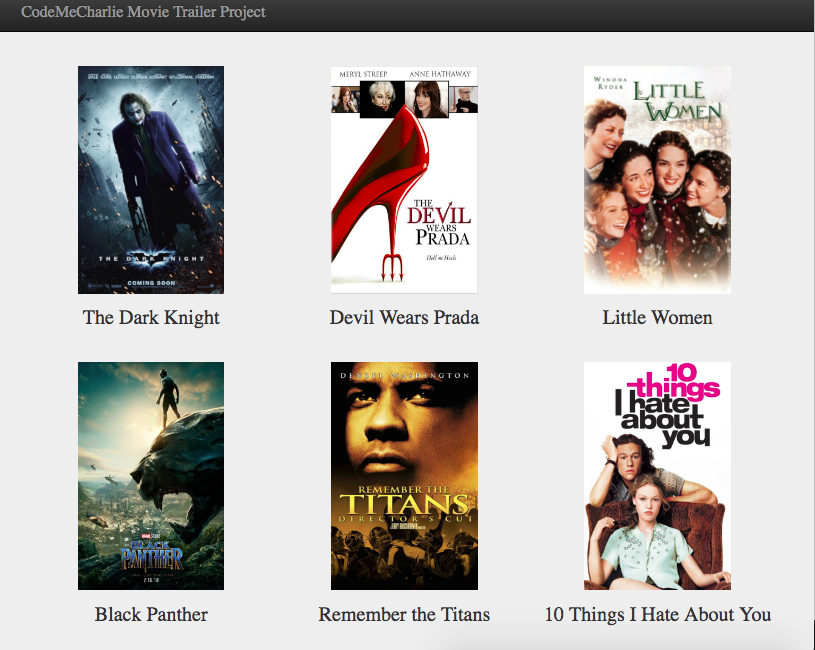 CodeMeCharlie Movie Trailer Project
MERYL STREEP ANNE HATHAWAY
WINONA
RYDER
LITTLE
WOMEN
THE
DEVIL
WEARS
PRADA
Hell on Heels
THE DARK KNIGHT
COMING SOON
The Dark Knight
Devil Wears Prada
Little Women
DENZEL WASHINGTON
10
things
I hate
about
you
REMEMBER THE
TITANS
DIRECTOR'S CUT
BLACK
PANTHER
2.16.18
Black Panther
Remember the Titans
10 Things I Hate About You